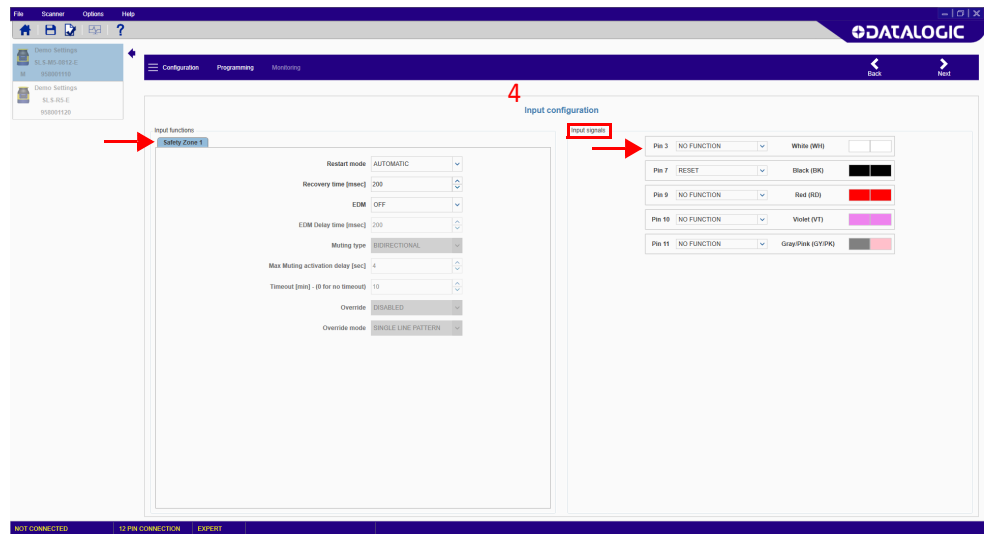 File Scanner Options Help
DATALOGIC
Demo Settings
SLS-M5-0812-E
M 950801110
Demo Settings
SLS-R5-E
950801120
Configuration Programming Monitoring Back Next
4
Input configuration
Input functions
Safety Zone 1
Restart mode AUTOMATIC
Recovery time [msec] 200
EDM OFF
EDM Delay time [msec] 200
Muting type BIDIRECTIONAL
Max Muting activation delay [sec] 4
Timeout [min] - (0 for no timeout) 10
Override DISABLED
Override mode SINGLE LINE PATTERN
Input signals
Pin 3 NO FUNCTION White (WH)
Pin 7 RESET Black (BK)
Pin 9 NO FUNCTION Red (RD)
Pin 10 NO FUNCTION Violet (VT)
Pin 11 NO FUNCTION Gray/Pink (GY/PK)
NOT CONNECTED 12 PIN CONNECTION EXPERT